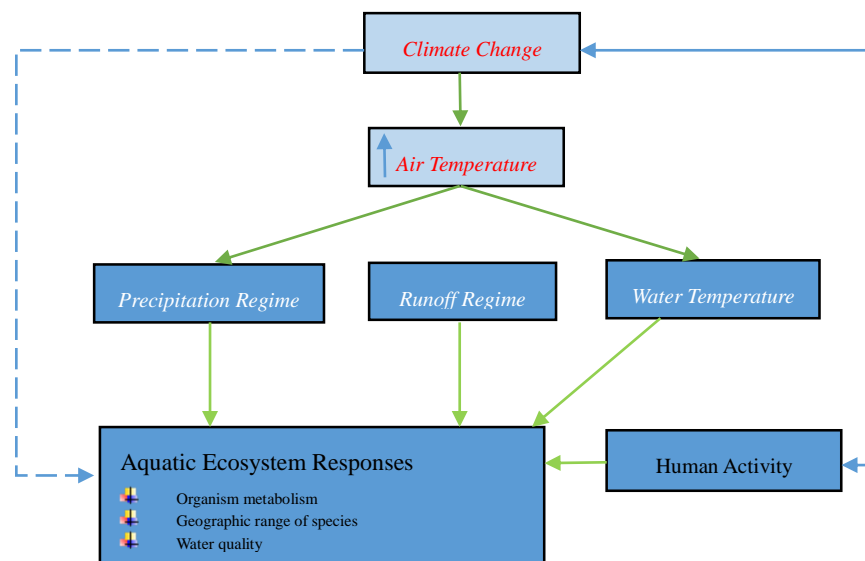 Climate Change
Air Temperature
Precipitation Regime
Runoff Regime
Water Temperature
Aquatic Ecosystem Responses
Human Activity
Organism metabolism
Geographic range of species
Water quality